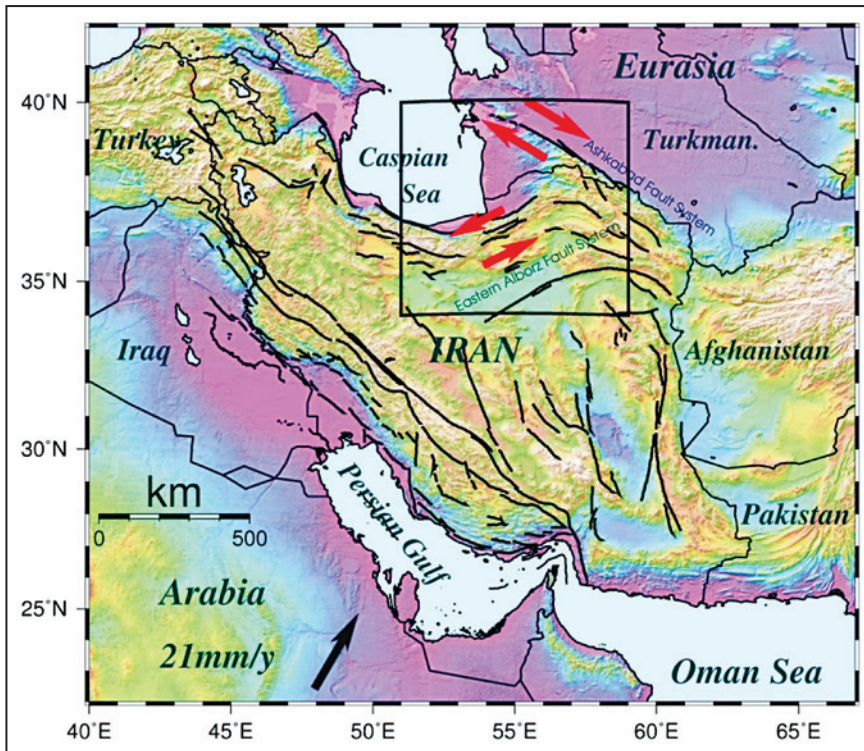 Eurasia
40°N
Turkey
Turkman.
Caspian
Sea
Ashkabad Fault System
35°N
Eastern Alborz Fault System
Iraq
IRAN
Afghanistan
30°N
km
0
500
Persian Gulf
Pakistan
Arabia
25°N
21mm/y
Oman Sea
40°E
45°E
50°E
55°E
60°E
65°E